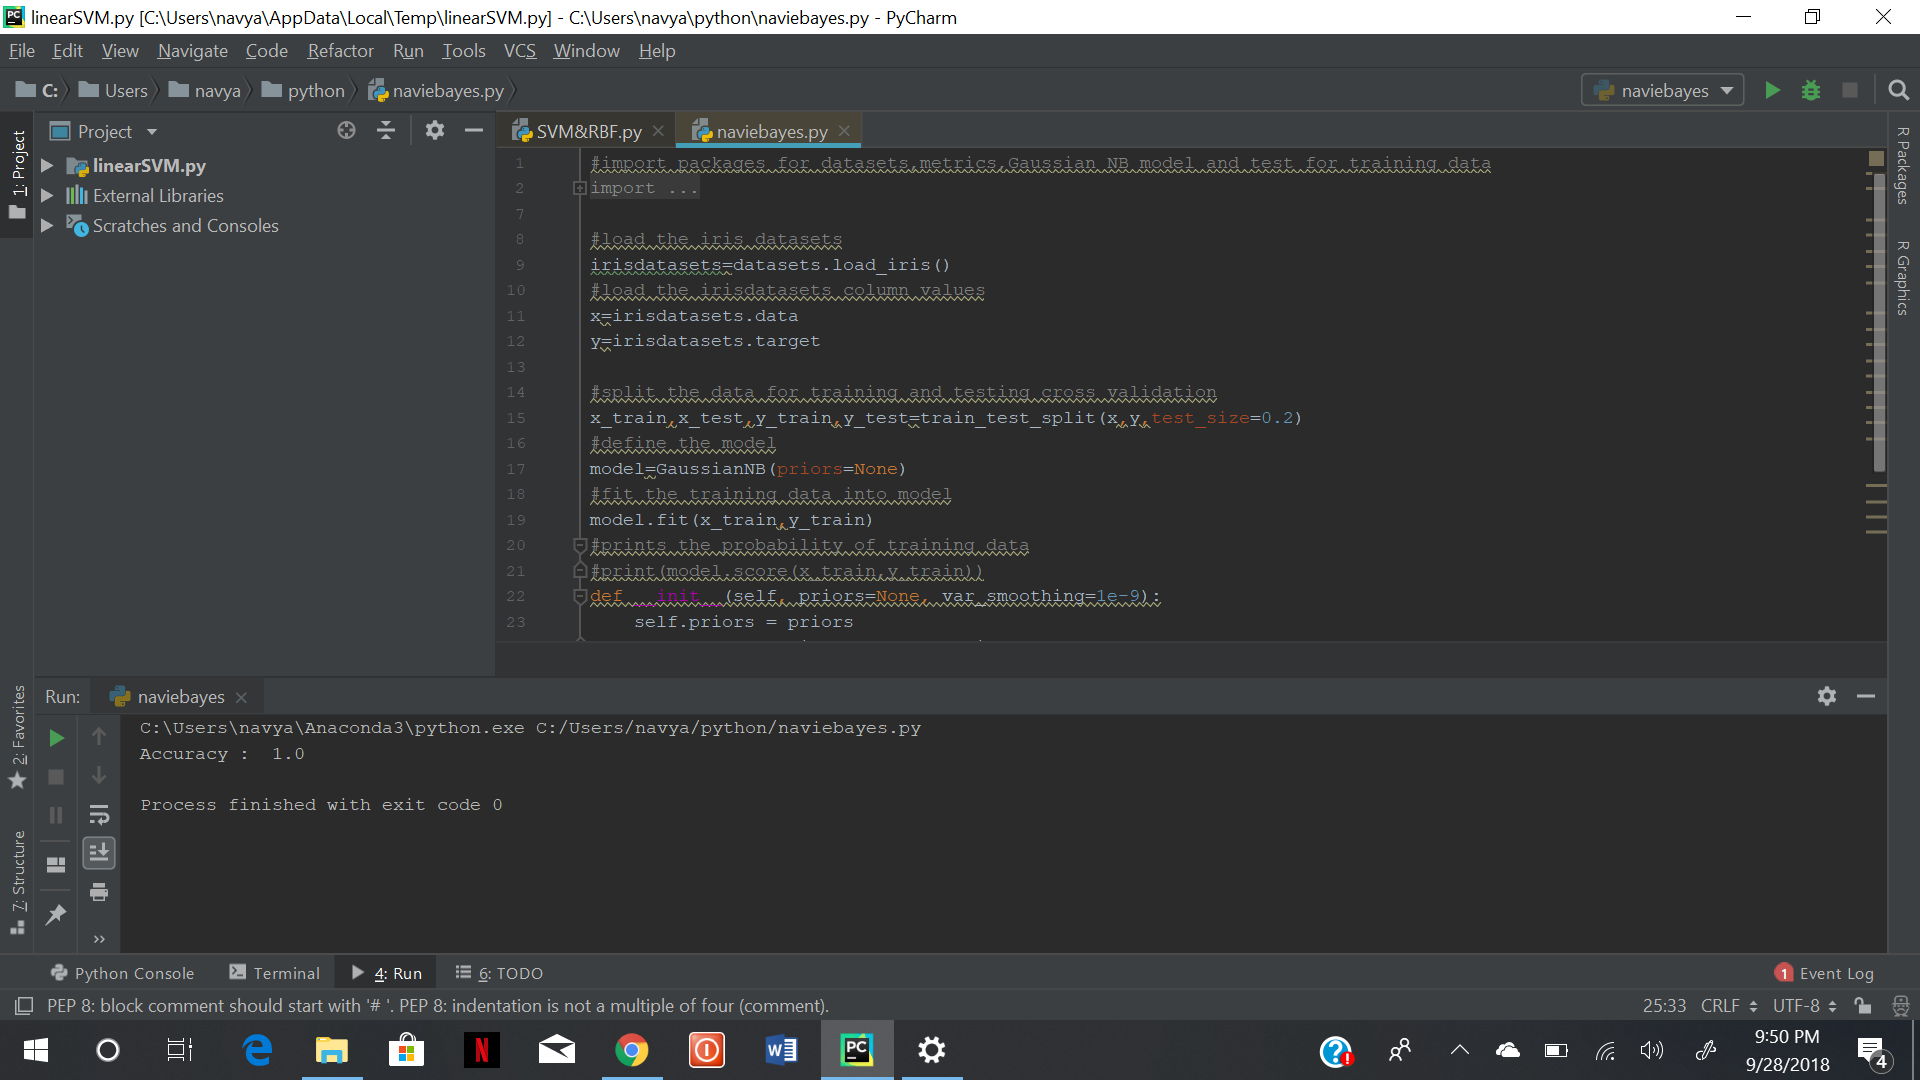 linearSVM.py [C:\Users\navya\AppData\Local\Temp\linearSVM.py] - C:\Users\navya\python\naviebayes.py - PyCharm
File Edit View Navigate Code Refactor Run Tools VCS Window Help
C: Users navya python naviebayes.py
naviebayes
1: Project
Project
linearSVM.py
External Libraries
Scratches and Consoles
SVM&RBF.py naviebayes.py
1 #import packages for datasets,metrics,Gaussian NB model and test for training data
2 import ...
7
8 #load the iris datasets
9 irisdatasets=datasets.load_iris()
10 #load the irisdatasets column values
11 x=irisdatasets.data
12 y=irisdatasets.target
13
14 #split the data for training and testing cross validation
15 x_train,x_test,y_train,y_test=train_test_split(x,y,test_size=0.2)
16 #define the model
17 model=GaussianNB(priors=None)
18 #fit the training data into model
19 model.fit(x_train,y_train)
20 #prints the probability of training data
21 #print(model.score(x_train,y_train))
22 def __init__(self, priors=None, var_smoothing=1e-9):
23 self.priors = priors
R Packages
R Graphics
2: Favorites
7: Structure
Run: naviebayes
C:\Users\navya\Anaconda3\python.exe C:/Users/navya/python/naviebayes.py
Accuracy :  1.0
Process finished with exit code 0
Python Console Terminal 4: Run 6: TODO
1 Event Log
PEP 8: block comment should start with '# '. PEP 8: indentation is not a multiple of four (comment).
25:33 CRLF UTF-8
9:50 PM
9/28/2018
4